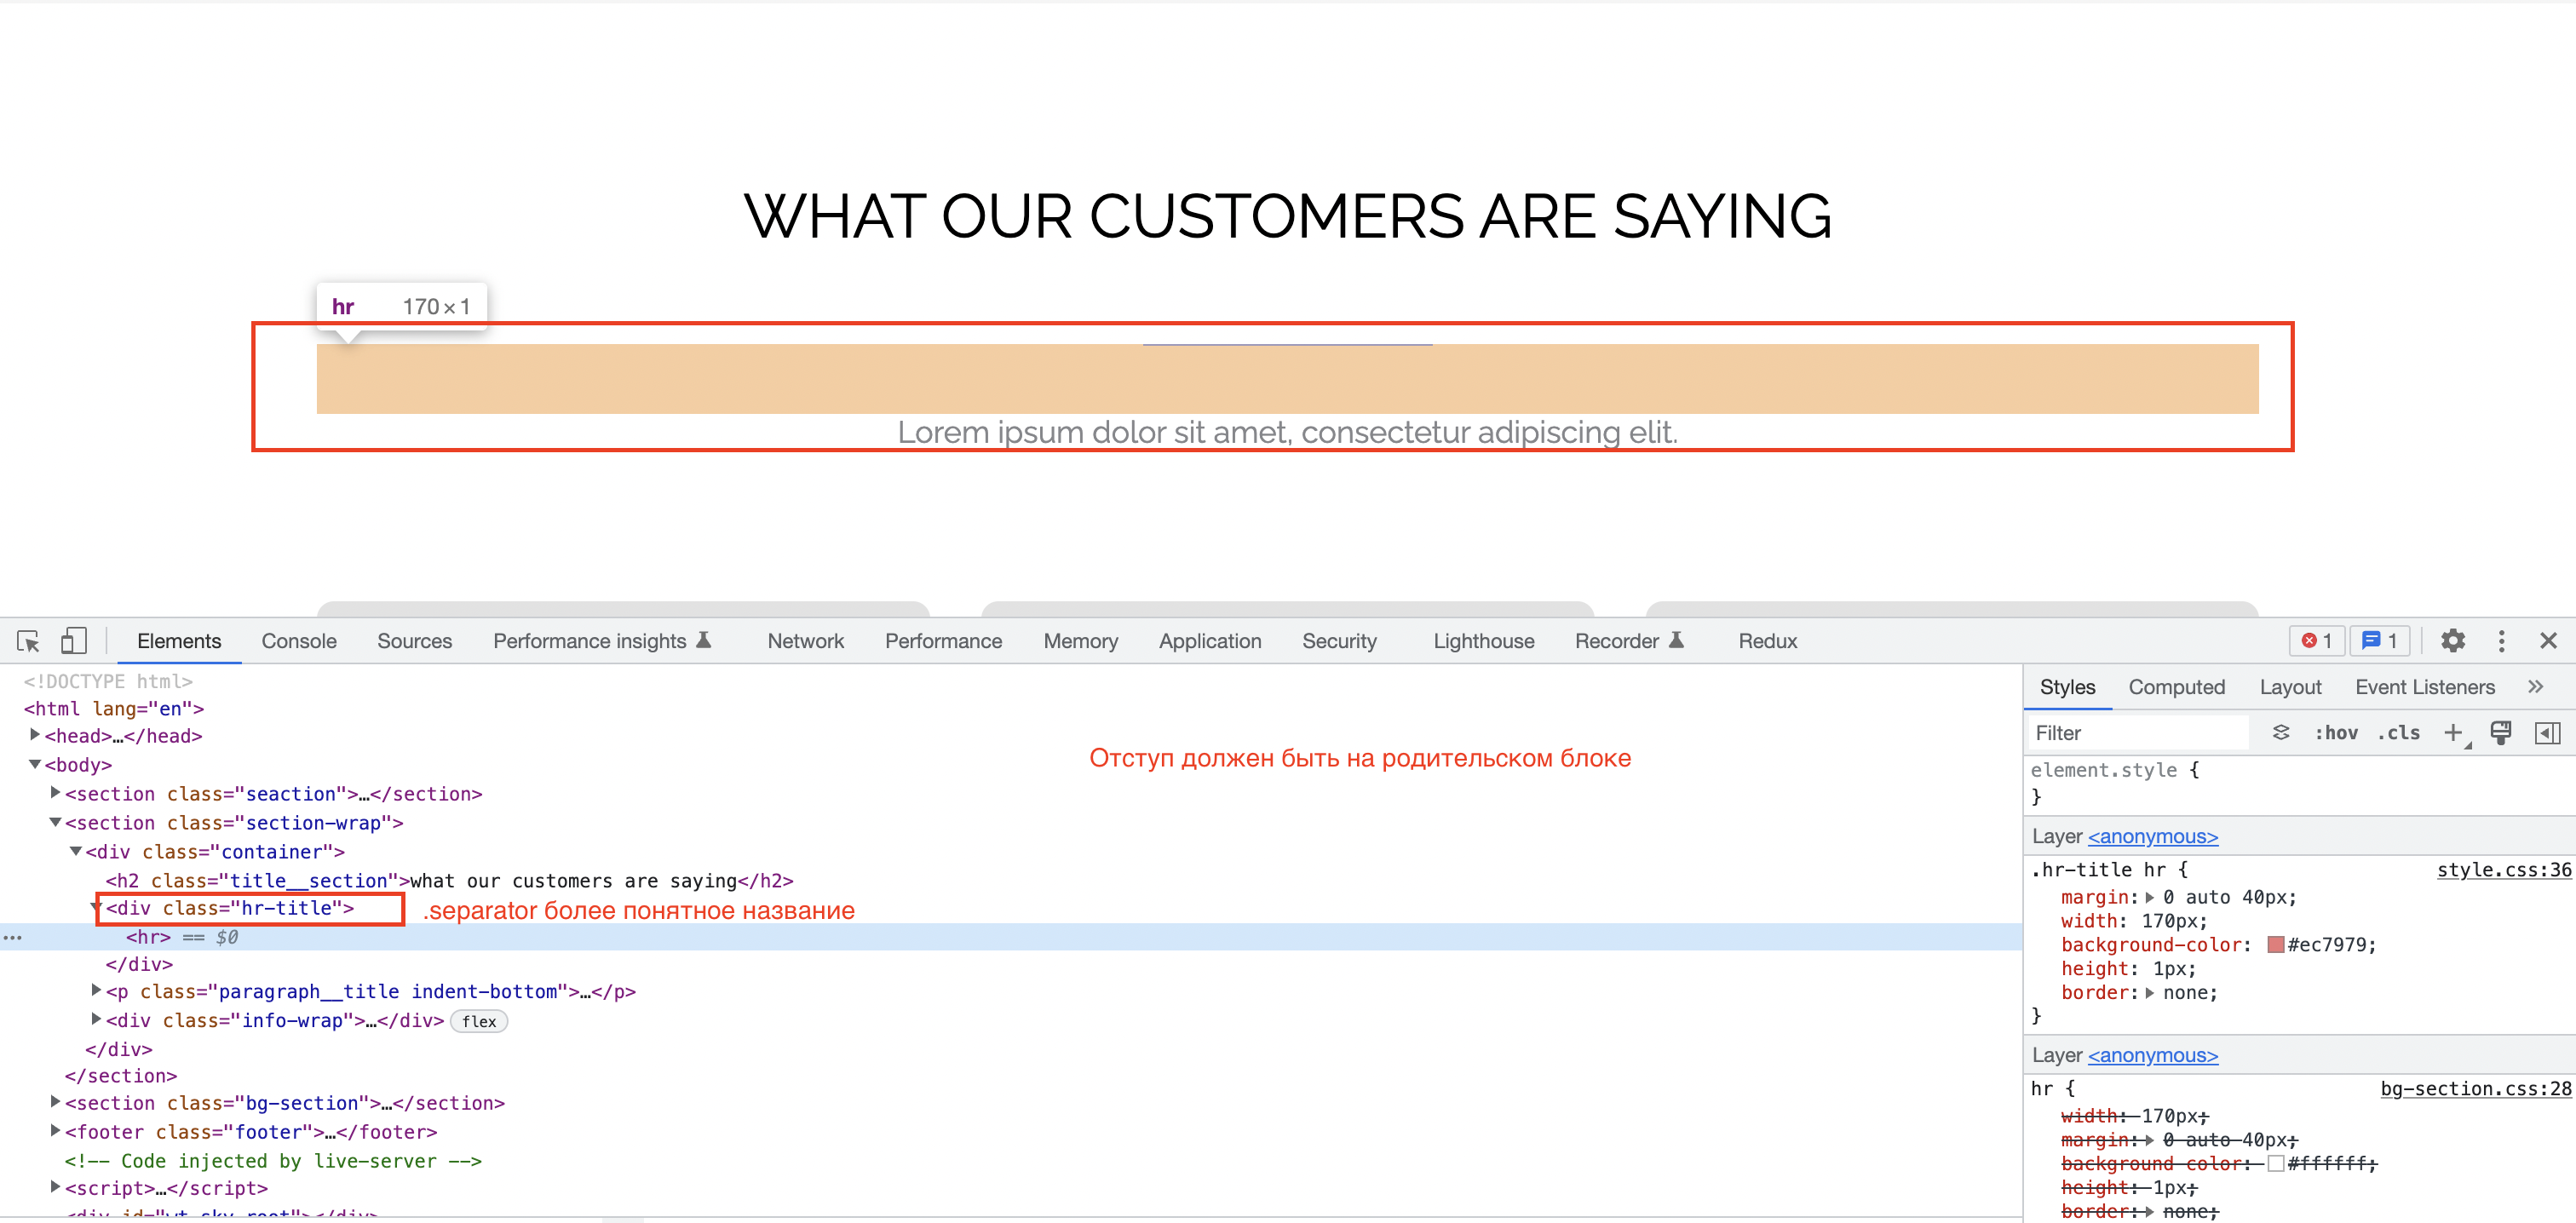 WHAT OUR CUSTOMERS ARE SAYING
hr 170 × 1
Lorem ipsum dolor sit amet, consectetur adipiscing elit.
Elements Console Sources Performance insights Network Performance Memory Application Security Lighthouse Recorder Redux 1 1
<!DOCTYPE html>
<html lang="en">
<head>…</head>
<body>
<section class="seaction">…</section>
<section class="section-wrap">
<div class="container">
<h2 class="title__section">what our customers are saying</h2>
<div class="hr-title"> .separator более понятное название
<hr> == $0
</div>
<p class="paragraph__title indent-bottom">…</p>
<div class="info-wrap">…</div> flex
</div>
</section>
<section class="bg-section">…</section>
<footer class="footer">…</footer>
<!-- Code injected by live-server -->
<script>…</script>
<div id="yt-sky-root"></div>
Отступ должен быть на родительском блоке
Styles Computed Layout Event Listeners »
Filter :hov .cls
element.style {
}
Layer <anonymous>
.hr-title hr { style.css:36
margin: 0 auto 40px;
width: 170px;
background-color: #ec7979;
height: 1px;
border: none;
}
Layer <anonymous>
hr { bg-section.css:28
width: 170px;
margin: 0 auto 40px;
background-color: #ffffff;
height: 1px;
border: none;